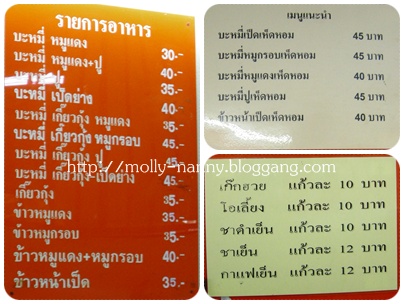 รายการอาหาร
บะหมี่ หมูแดง 30.-
บะหมี่ หมูแดง+ปู 40.-
บะหมี่ ปู 35.-
บะหมี่ เป็ดย่าง 40.-
บะหมี่ เกี๊ยวกุ้ง หมูแดง 35.-
บะหมี่ เกี๊ยวกุ้ง หมูกรอบ 45.-
บะหมี่ เกี๊ยวกุ้ง ปู
บะหมี่ เกี๊ยวกุ้ง+เป็ดย่าง 45.-
เกี๊ยวกุ้ง 35.-
ข้าวหมูแดง 35.-
ข้าวหมูกรอบ 35.-
ข้าวหมูแดง+หมูกรอบ 40.-
ข้าวหน้าเป็ด 35.-
เมนูแนะนำ
บะหมี่เป็ดเห็ดหอม 45 บาท
บะหมี่หมูกรอบเห็ดหอม 45 บาท
บะหมี่หมูแดงเห็ดหอม 40 บาท
บะหมี่ปูเห็ดหอม 45 บาท
ข้าวหน้าเป็ดเห็ดหอม 40 บาท
http://molly-nanny.bloggang.com
เก๊กฮวย แก้วละ 10 บาท
โอเลี้ยง แก้วละ 10 บาท
ชาดำเย็น แก้วละ 10 บาท
ชาเย็น แก้วละ 12 บาท
กาแฟเย็น แก้วละ 12 บาท